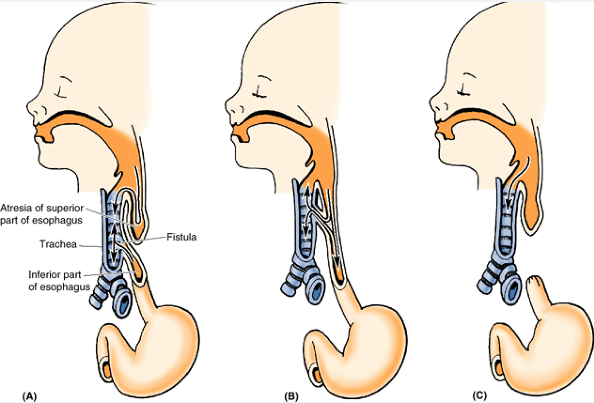 Atresia of superior
part of esophagus
Trachea
Fistula
Inferior part
of esophagus
(A)
(B)
(C)